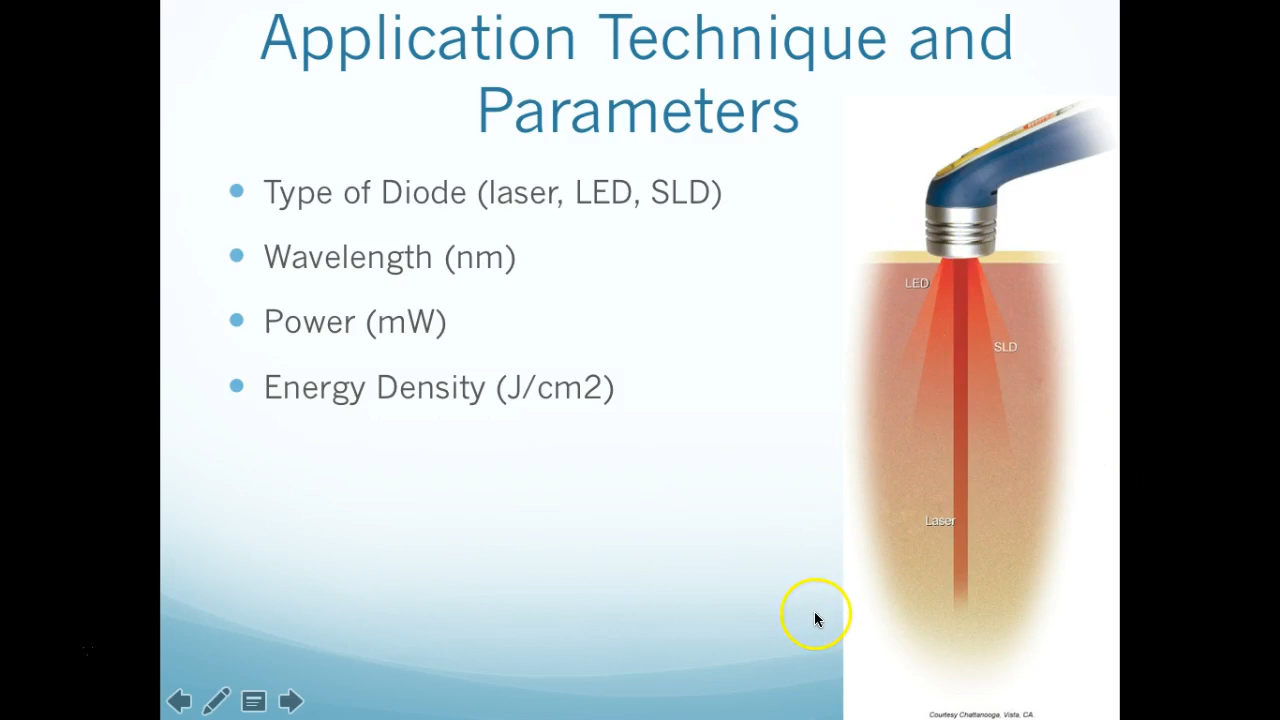 Application Technique and
Parameters
Type of Diode (laser, LED, SLD)
Wavelength (nm)
Power (mW)
Energy Density (J/cm2)
LED
SLD
Laser
Courtesy Chattanooga, Vista, CA